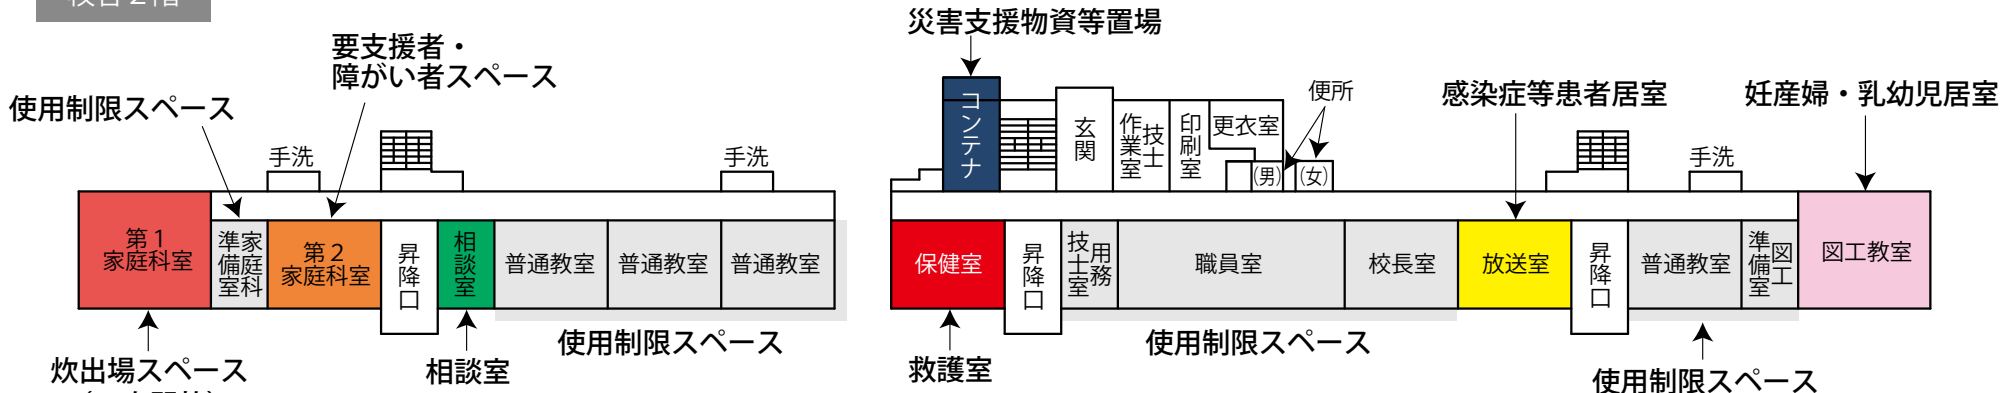 校舎2階
災害支援物資等置場
要支援者・
障がい者スペース
使用制限スペース
便所
感染症等患者居室
妊産婦・乳幼児居室
手洗
手洗
コンテナ
玄関
技士
作業室
印刷室
更衣室
(男)
(女)
手洗
第1
家庭科室
家庭科
準備室
第2
家庭科室
昇降口
相談室
普通教室
普通教室
普通教室
保健室
昇降口
用務
技士室
職員室
校長室
放送室
昇降口
普通教室
図工
準備室
図工教室
炊出場スペース
相談室
使用制限スペース
救護室
使用制限スペース
使用制限スペース